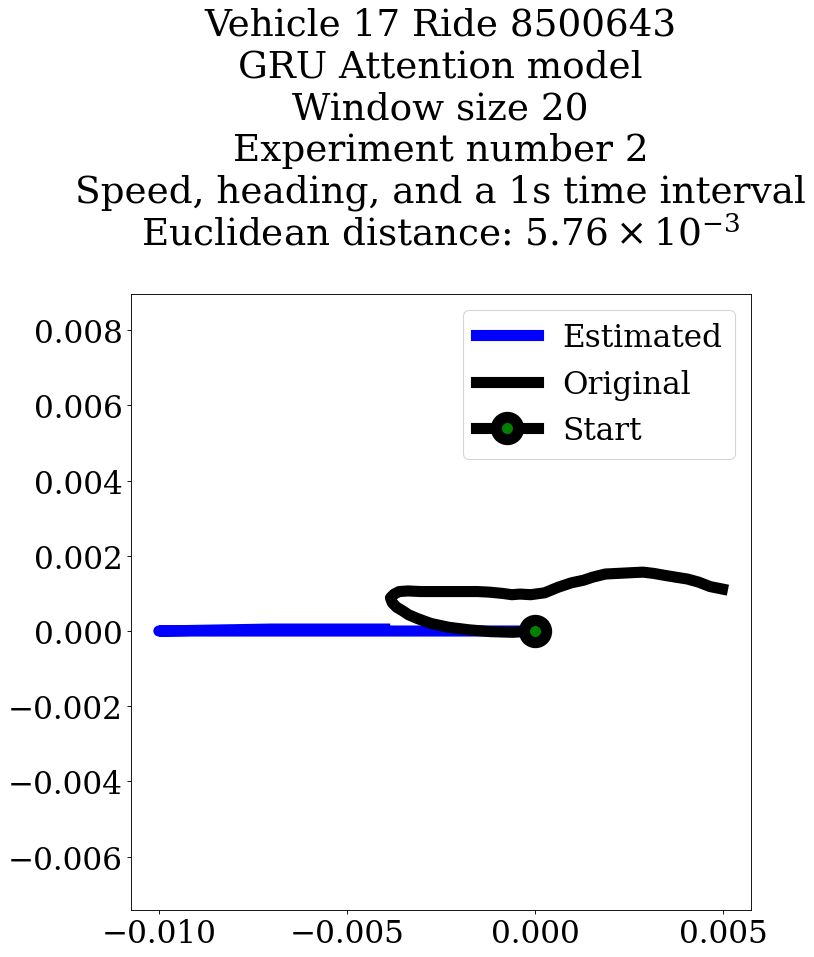 Vehicle 17 Ride 8500643
GRU Attention model
Window size 20
Experiment number 2
Speed, heading, and a 1s time interval
Euclidean distance: 5.76 × 10⁻³
Estimated
Original
Start
0.008
0.006
0.004
0.002
0.000
−0.002
−0.004
−0.006
−0.010
−0.005
0.000
0.005